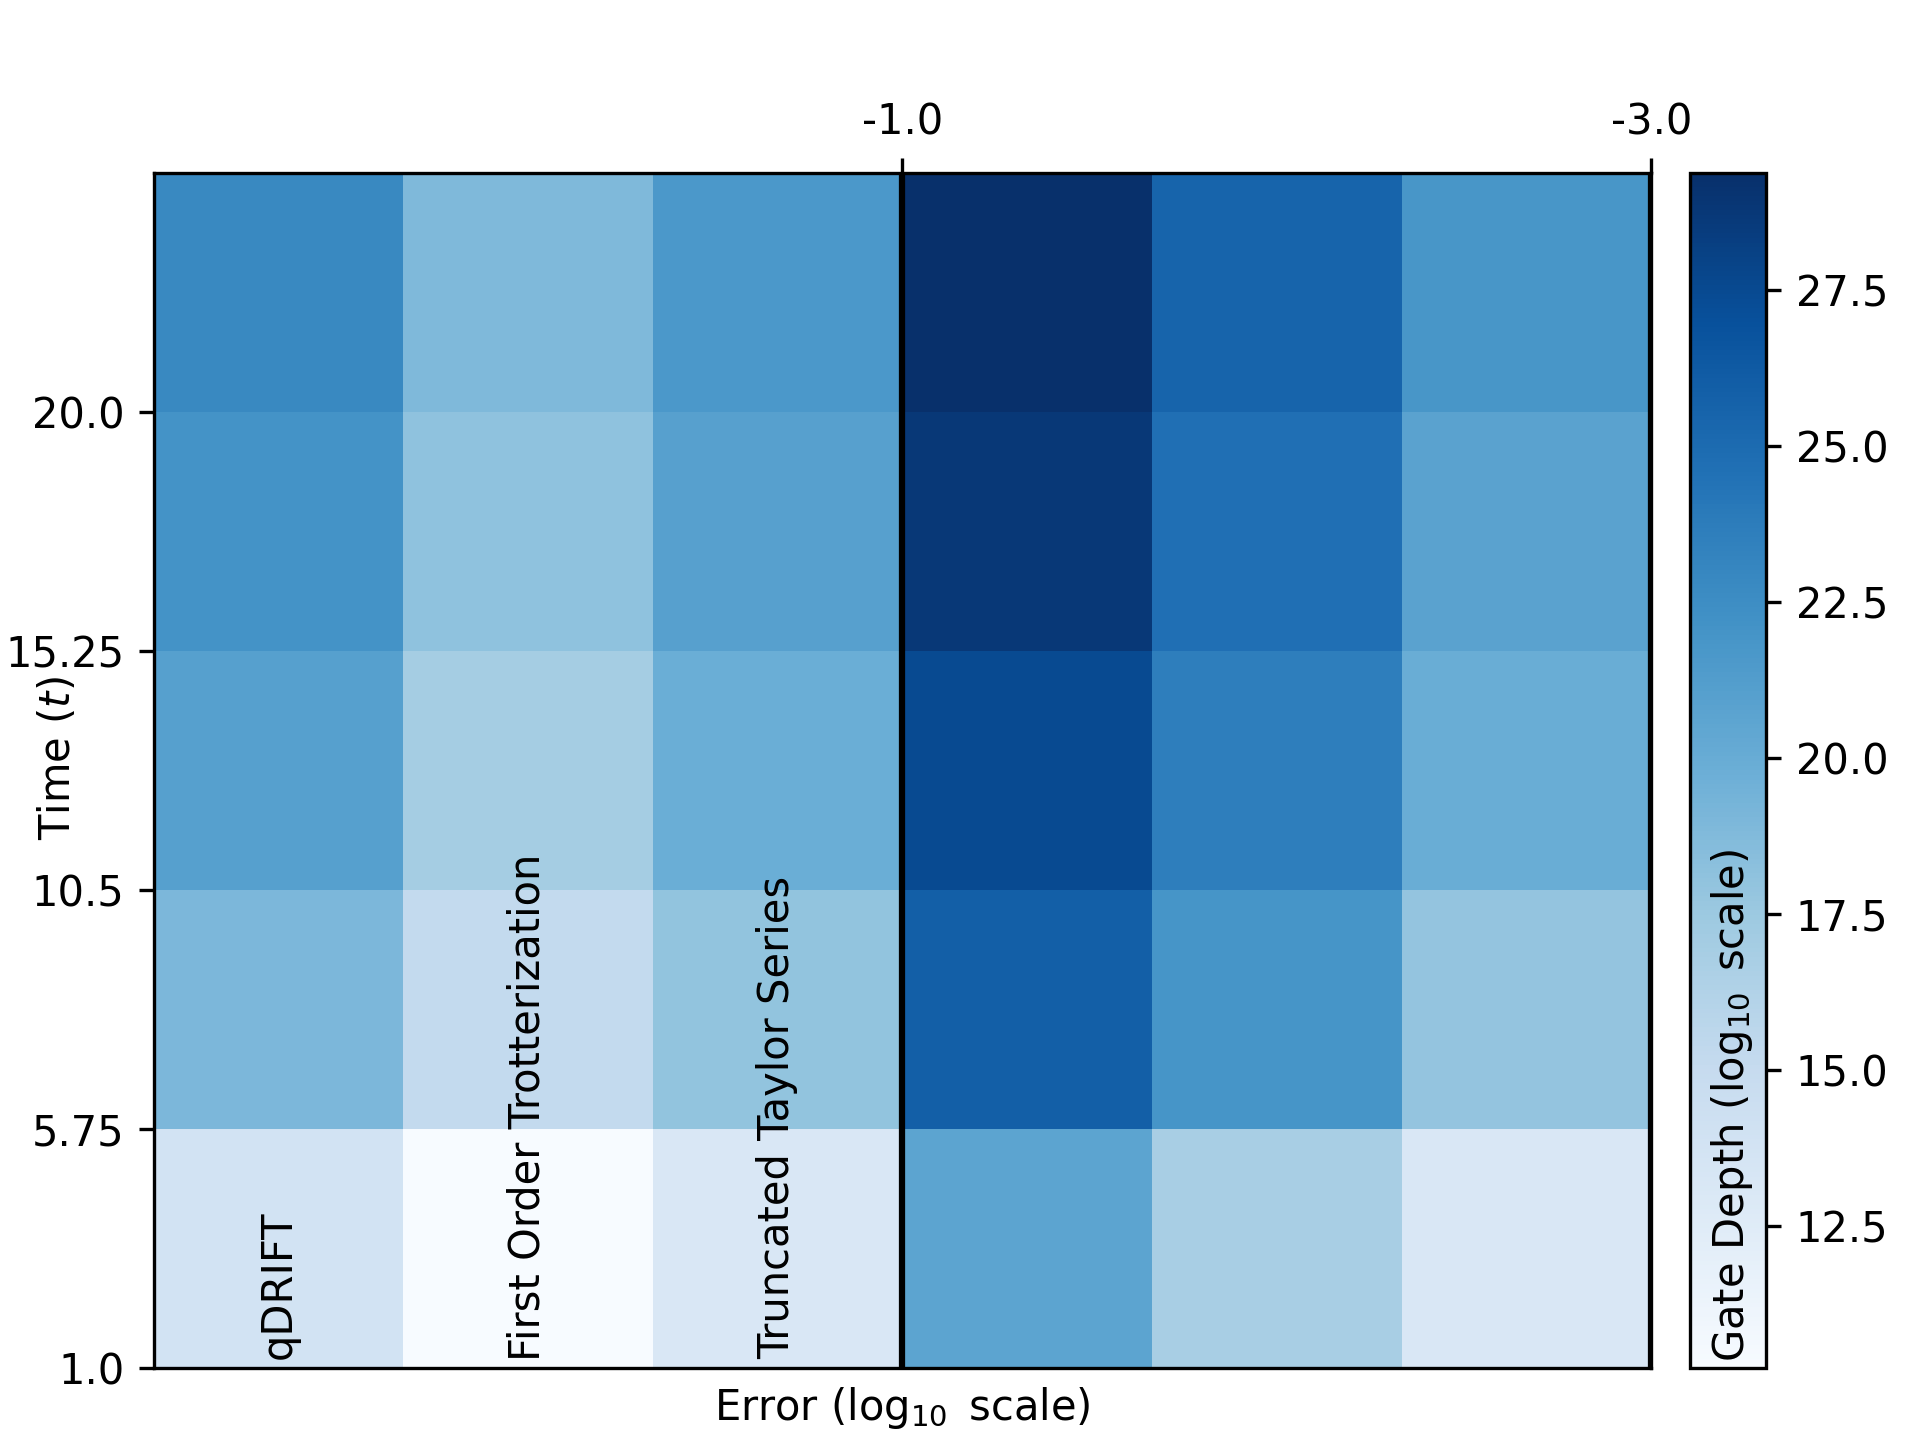 -1.0
-3.0
20.0
15.25
10.5
5.75
1.0
Time (t)
qDRIFT
First Order Trotterization
Truncated Taylor Series
Error (log₁₀ scale)
27.5
25.0
22.5
20.0
17.5
15.0
12.5
Gate Depth (log₁₀ scale)